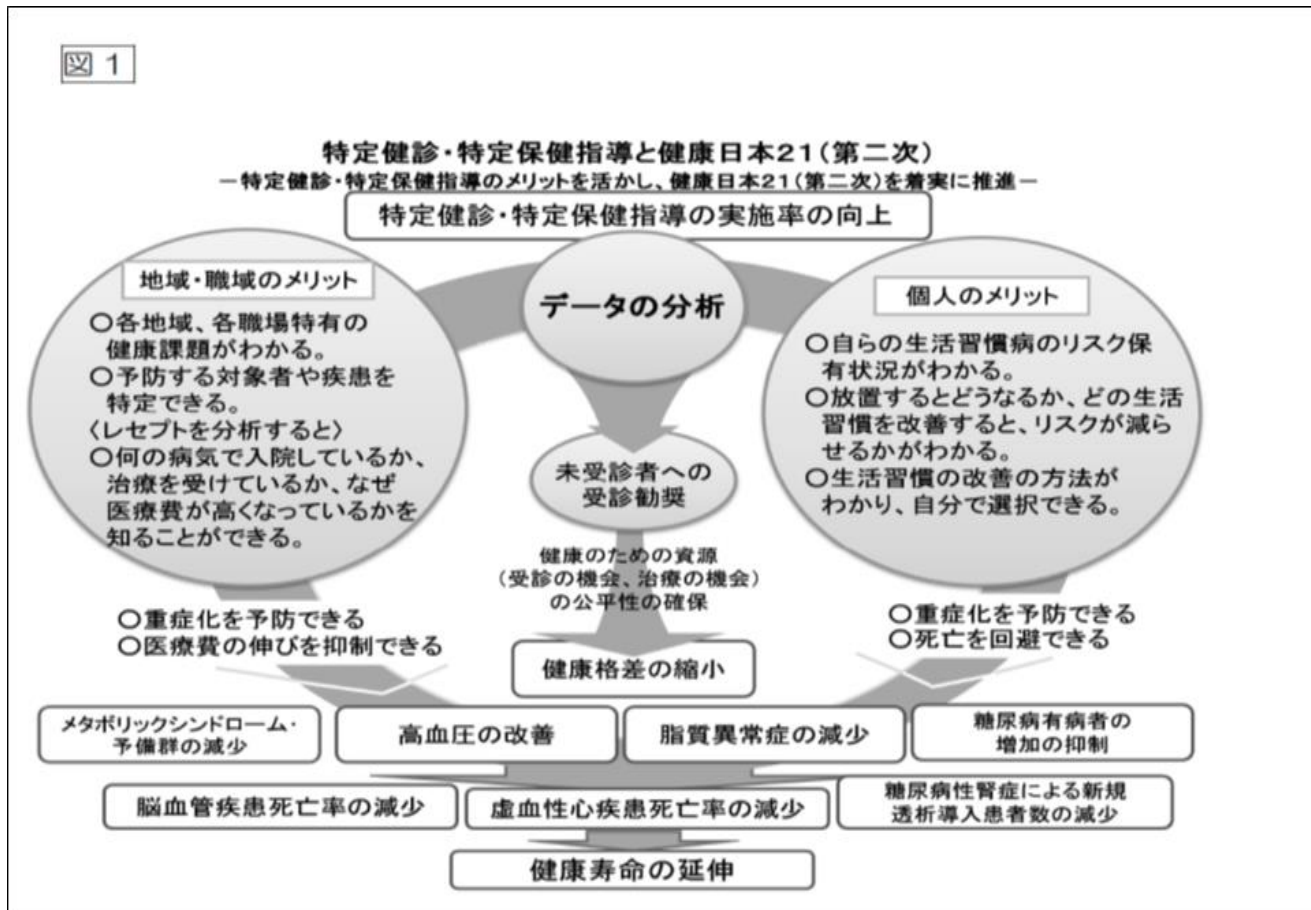 図1
特定健診・特定保健指導と健康日本21(第二次)
－特定健診・特定保健指導のメリットを活かし、健康日本21(第二次)を着実に推進－
特定健診・特定保健指導の実施率の向上
地域・職域のメリット
○各地域、各職場特有の
健康課題がわかる。
○予防する対象者や疾患を
特定できる。
〈レセプトを分析すると〉
○何の病気で入院しているか、
治療を受けているか、なぜ
医療費が高くなっているかを
知ることができる。
データの分析
個人のメリット
○自らの生活習慣病のリスク保
有状況がわかる。
○放置するとどうなるか、どの生活
習慣を改善すると、リスクが減ら
せるかがわかる。
○生活習慣の改善の方法が
わかり、自分で選択できる。
未受診者への
受診勧奨
健康のための資源
(受診の機会、治療の機会)
の公平性の確保
○重症化を予防できる
○医療費の伸びを抑制できる
○重症化を予防できる
○死亡を回避できる
健康格差の縮小
メタボリックシンドローム・
予備群の減少
高血圧の改善
脂質異常症の減少
糖尿病有病者の
増加の抑制
脳血管疾患死亡率の減少
虚血性心疾患死亡率の減少
糖尿病性腎症による新規
透析導入患者数の減少
健康寿命の延伸